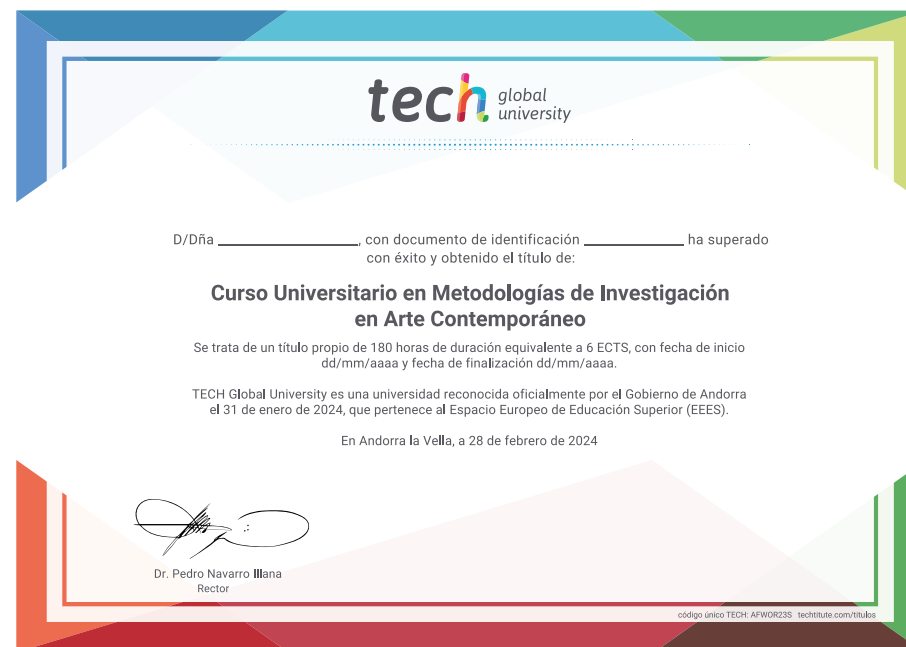 tech global university
D/Dña ____________________, con documento de identificación ______________ ha superado
con éxito y obtenido el título de:
Curso Universitario en Metodologías de Investigación
en Arte Contemporáneo
Se trata de un título propio de 180 horas de duración equivalente a 6 ECTS, con fecha de inicio
dd/mm/aaaa y fecha de finalización dd/mm/aaaa.
TECH Global University es una universidad reconocida oficialmente por el Gobierno de Andorra
el 31 de enero de 2024, que pertenece al Espacio Europeo de Educación Superior (EEES).
En Andorra la Vella, a 28 de febrero de 2024
Dr. Pedro Navarro Illana
Rector
código único TECH: AFWOR23S techtitute.com/titulos